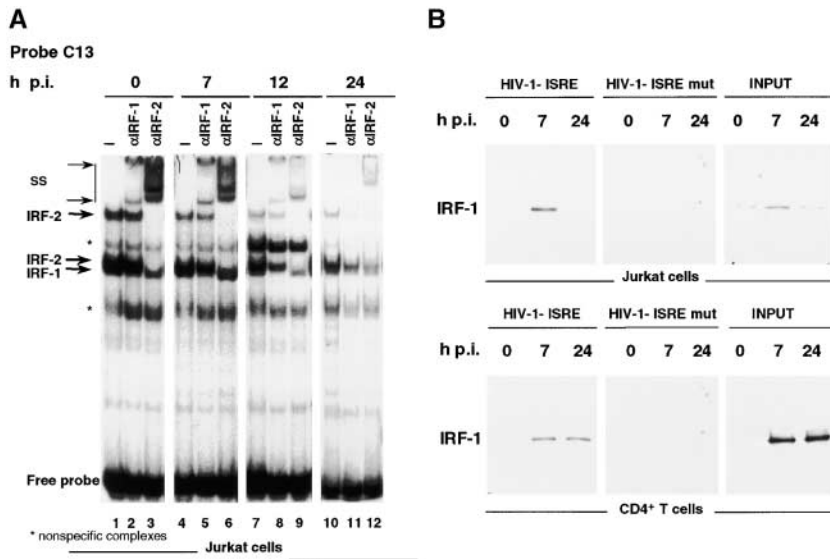 A
Probe C13
h p.i. 0 7 12 24
– αIRF-1 αIRF-2 – αIRF-1 αIRF-2 – αIRF-1 αIRF-2 – αIRF-1 αIRF-2
SS
IRF-2
*
IRF-2
IRF-1
*
Free probe
1 2 3 4 5 6 7 8 9 10 11 12
* nonspecific complexes
Jurkat cells
B
HIV-1- ISRE HIV-1- ISRE mut INPUT
h p.i. 0 7 24 0 7 24 0 7 24
IRF-1
Jurkat cells
HIV-1- ISRE HIV-1- ISRE mut INPUT
h p.i. 0 7 24 0 7 24 0 7 24
IRF-1
CD4+ T cells